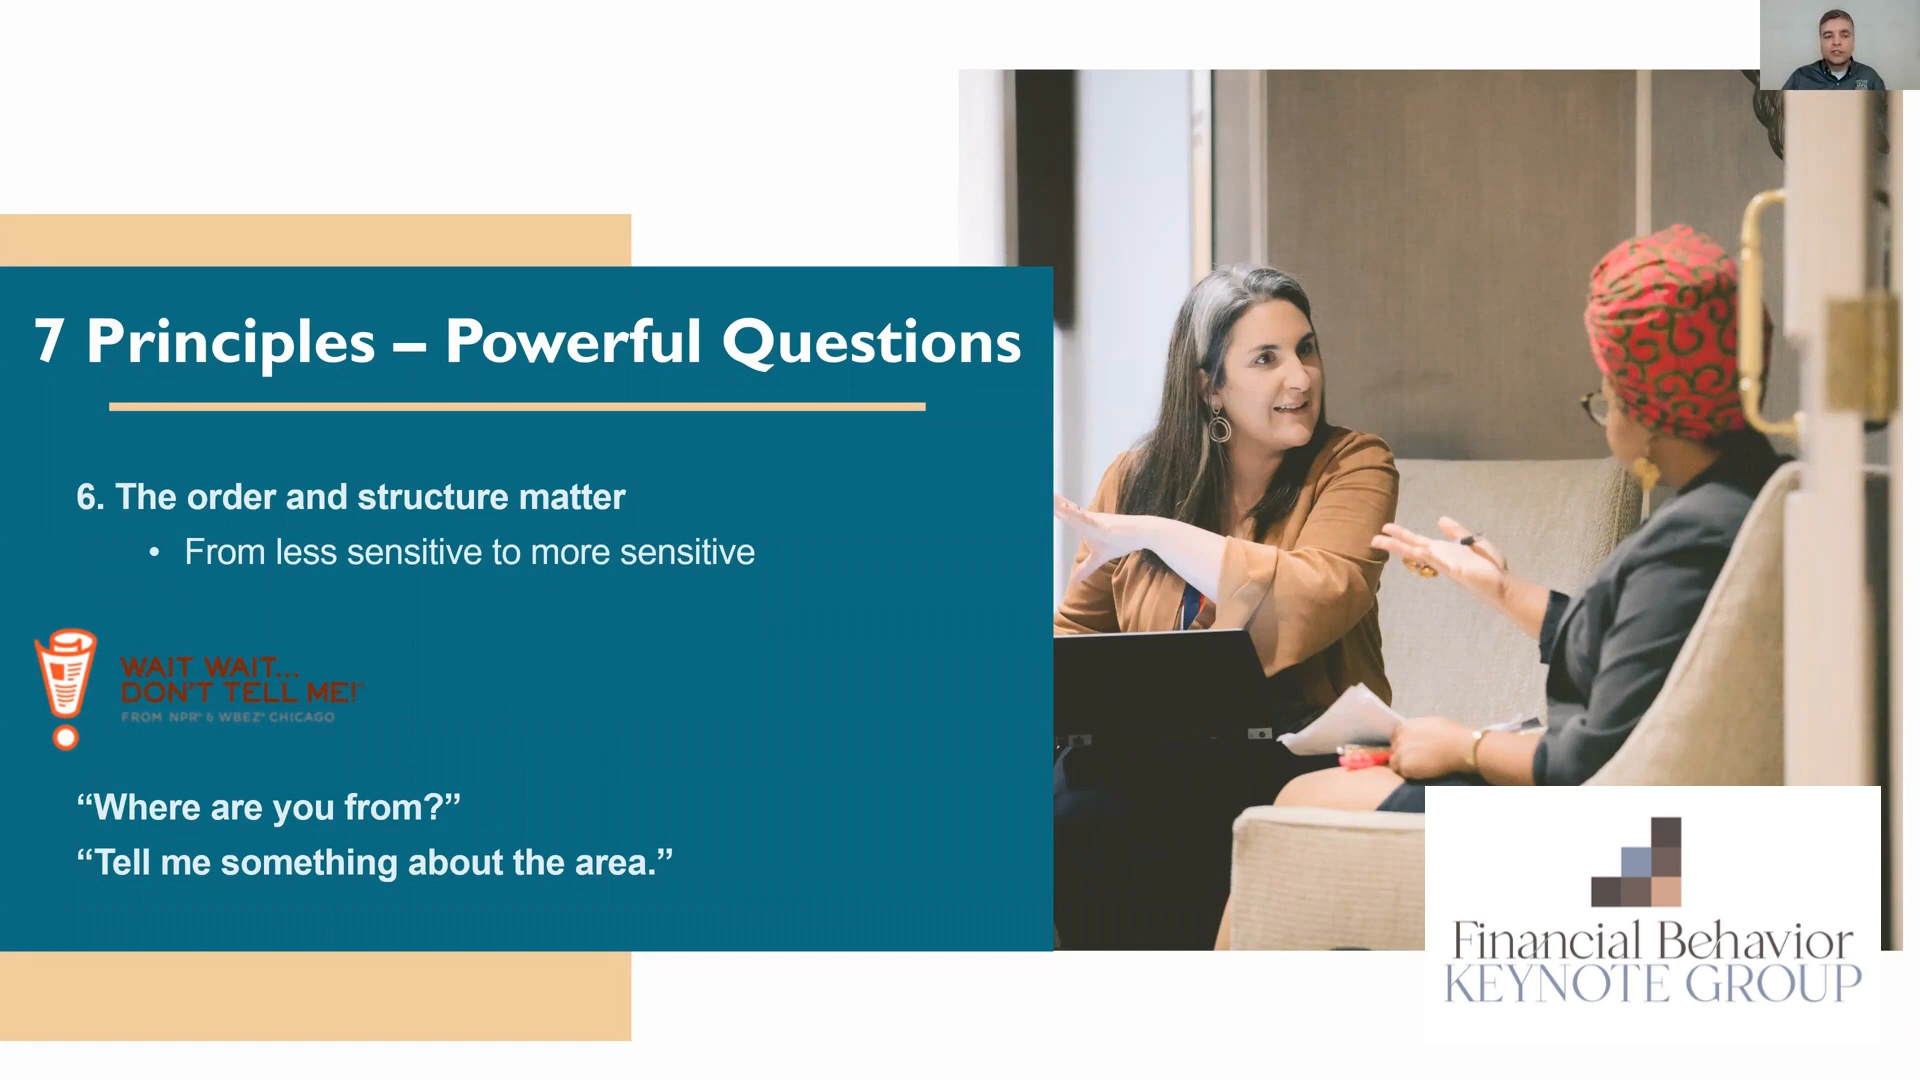 7 Principles – Powerful Questions
6. The order and structure matter
• From less sensitive to more sensitive
WAIT WAIT...
DON'T TELL ME!
FROM NPR® & WBEZ® CHICAGO
“Where are you from?”
“Tell me something about the area.”
Financial Behavior
KEYNOTE GROUP